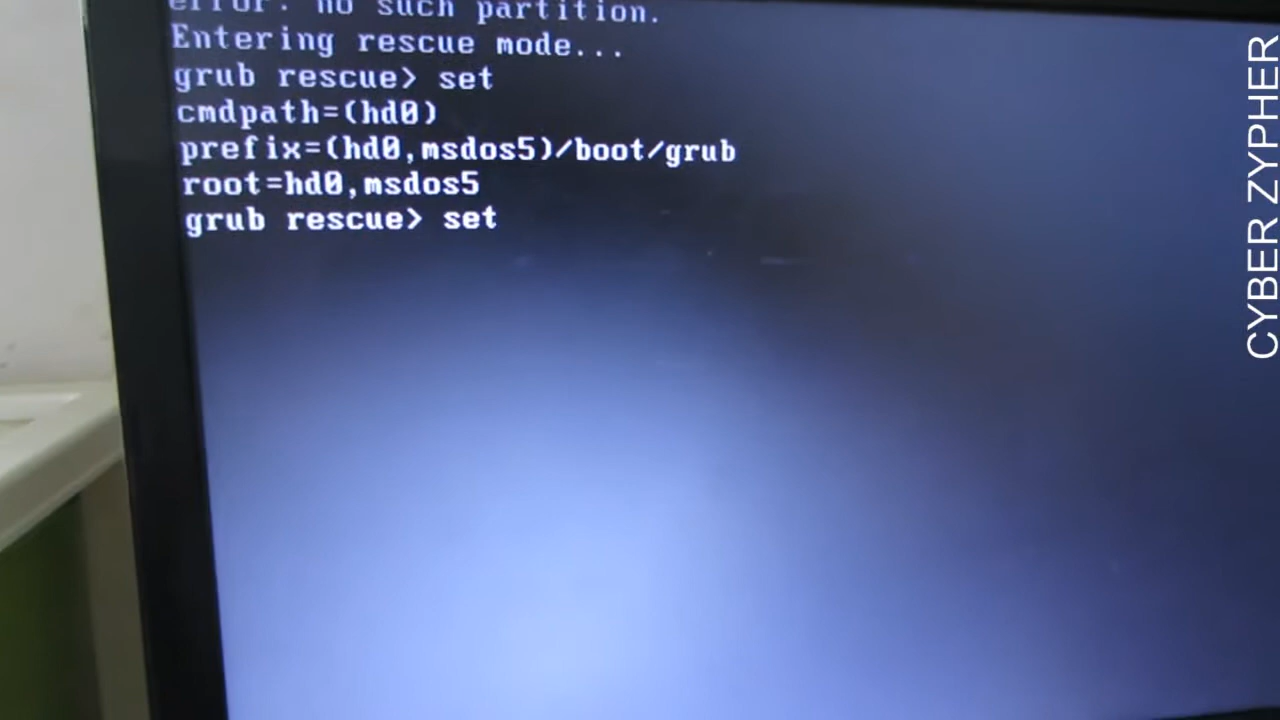 error: no such partition.
Entering rescue mode...
grub rescue> set
cmdpath=(hd0)
prefix=(hd0,msdos5)/boot/grub
root=hd0,msdos5
grub rescue> set
CYBER ZYPHER